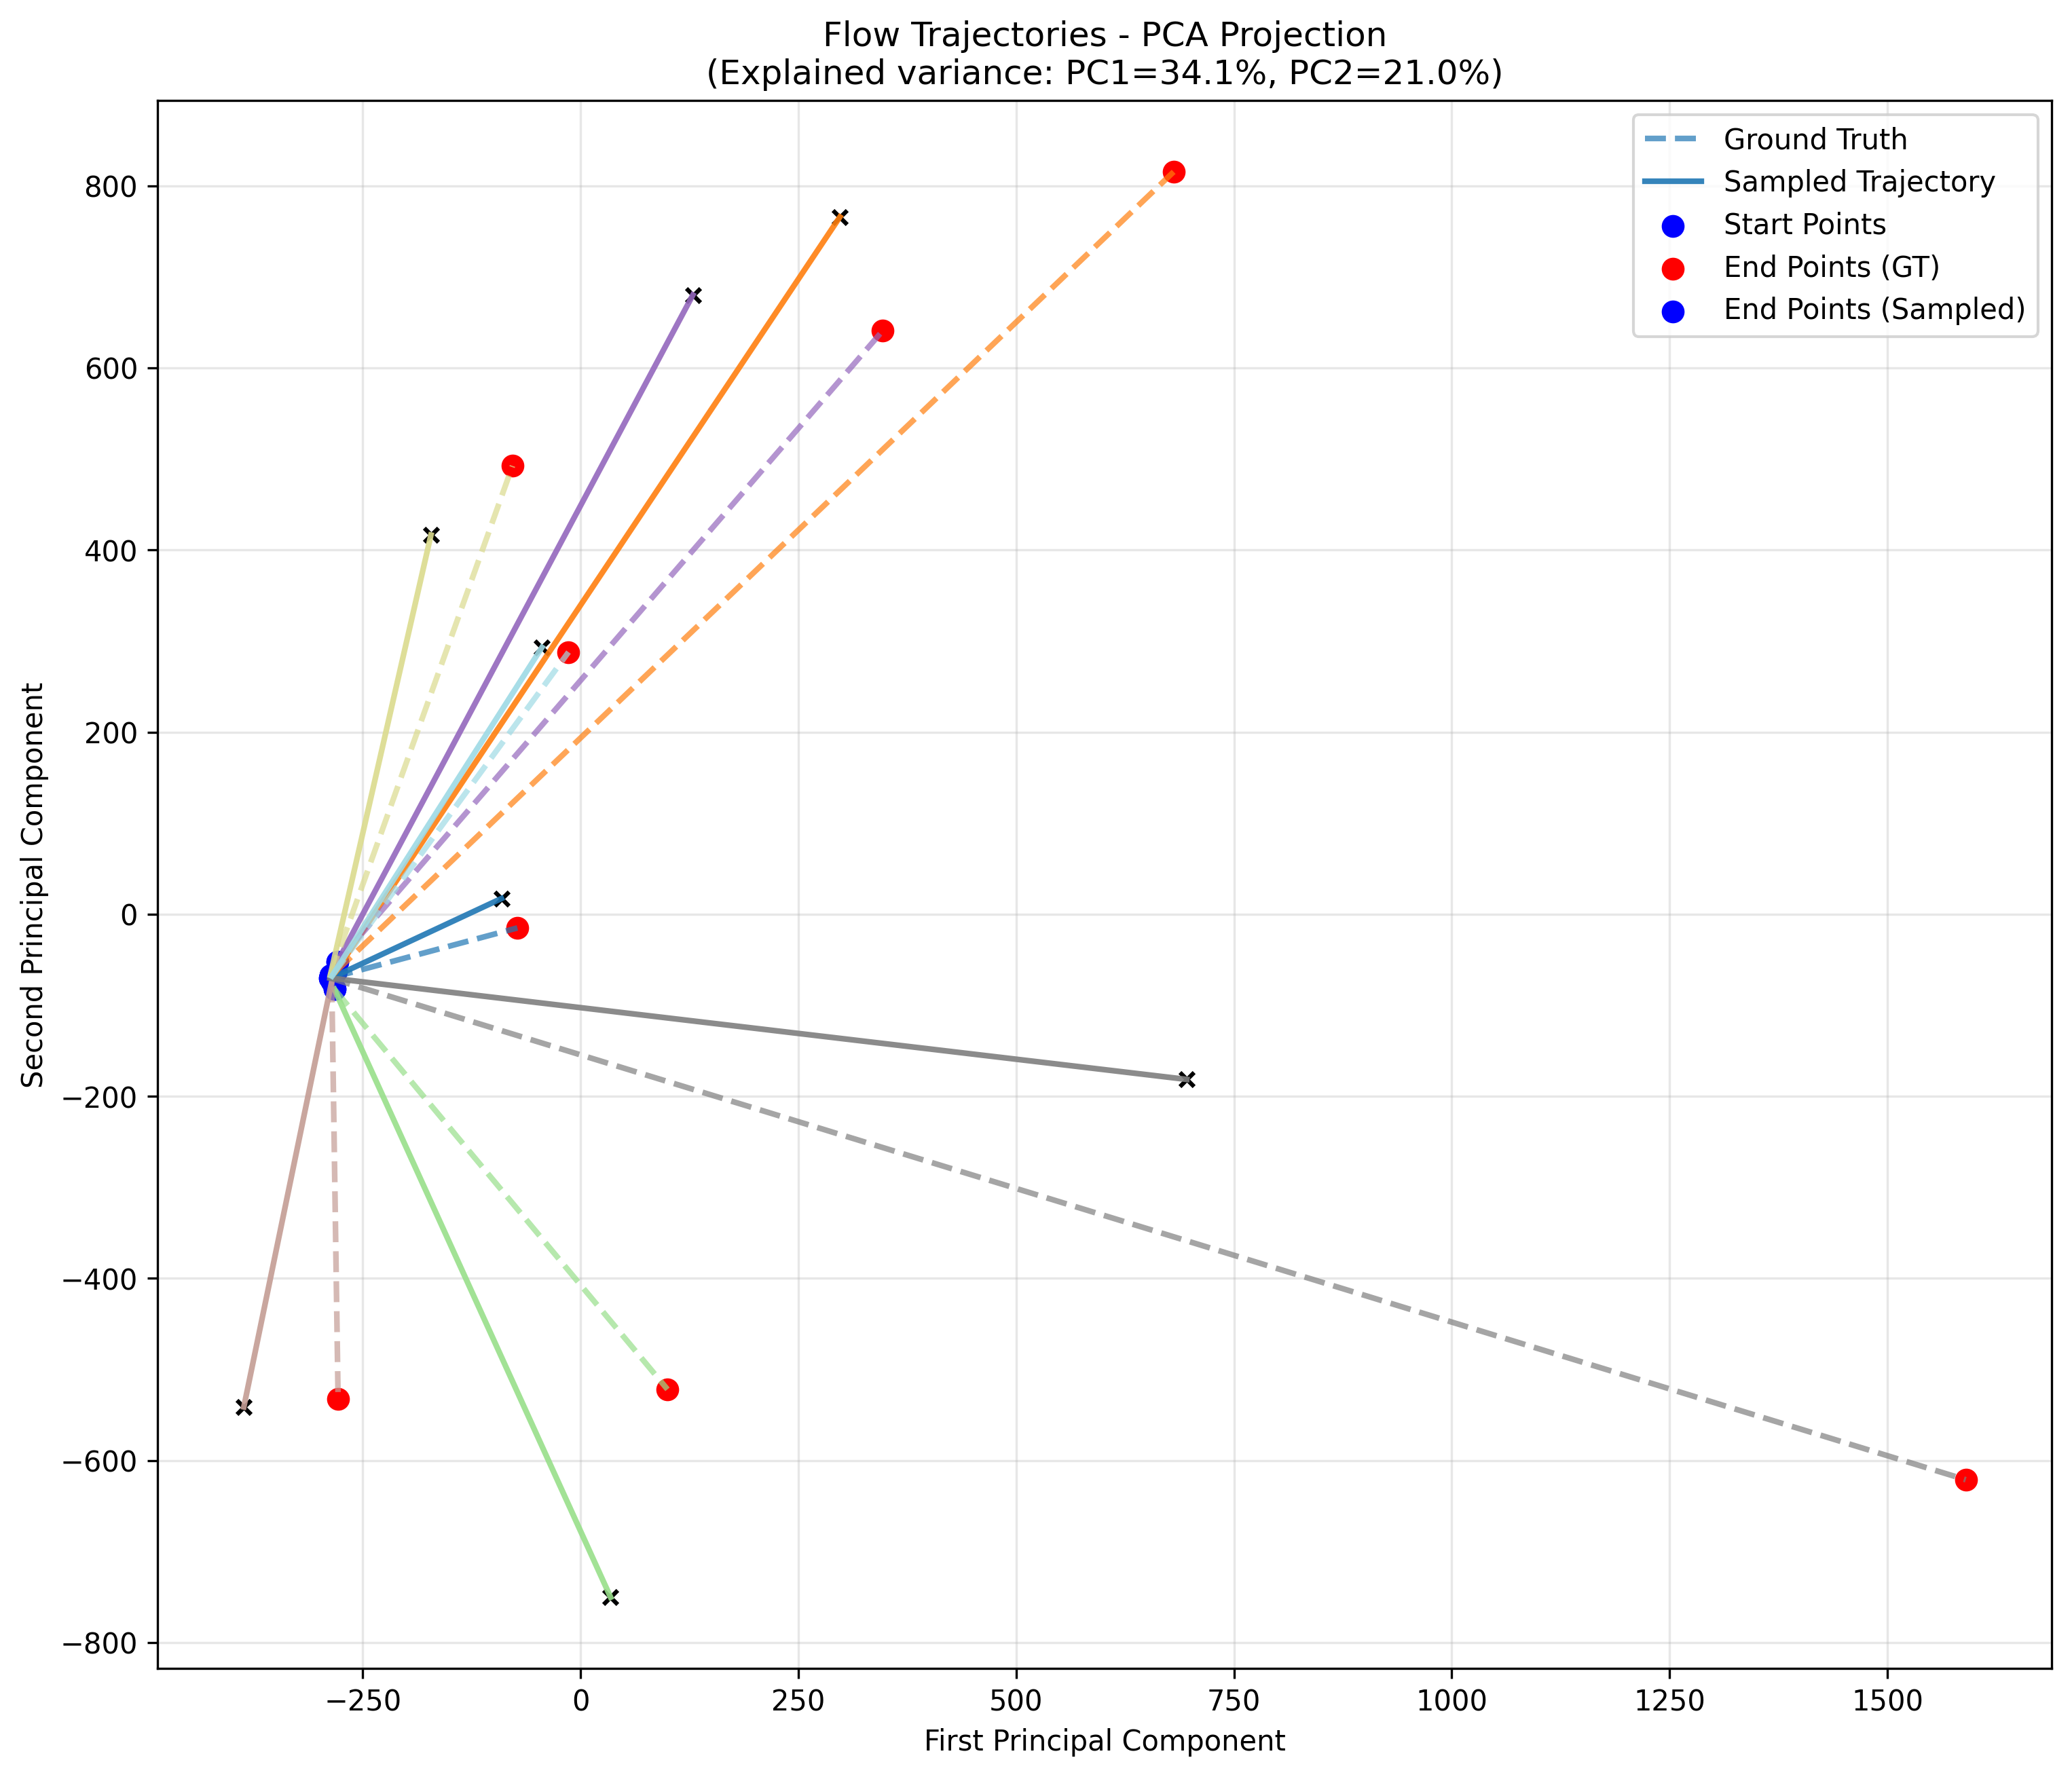 Flow Trajectories - PCA Projection
(Explained variance: PC1=34.1%, PC2=21.0%)
Ground Truth
Sampled Trajectory
Start Points
End Points (GT)
End Points (Sampled)
Second Principal Component
800
600
400
200
0
−200
−400
−600
−800
−250
0
250
500
750
1000
1250
1500
First Principal Component